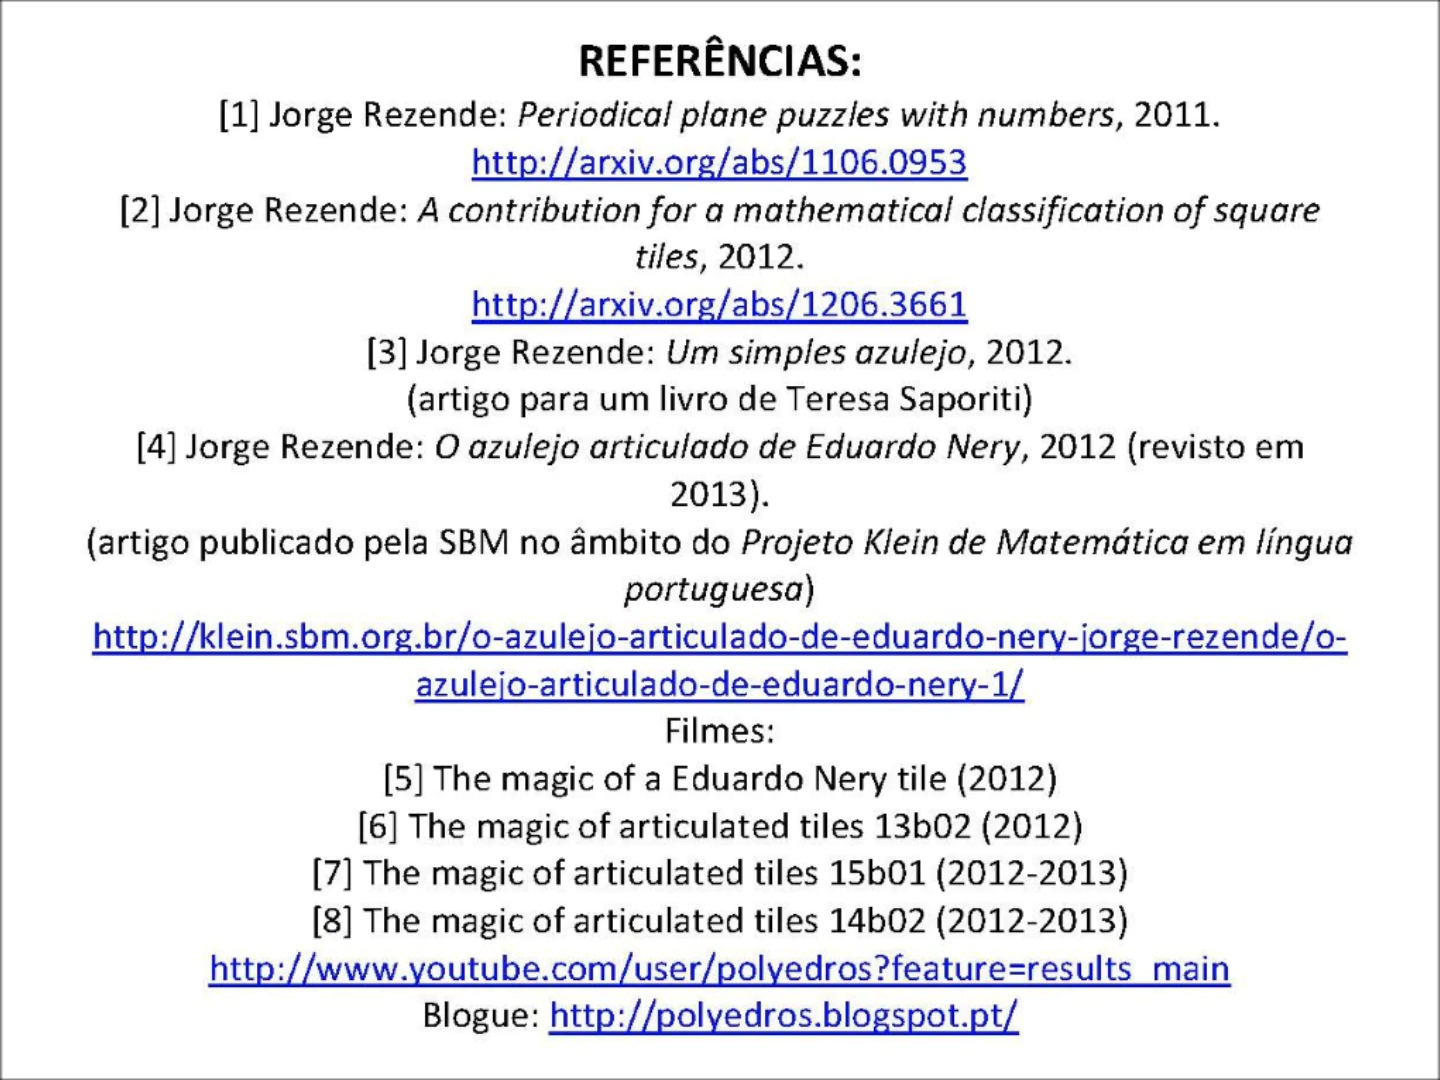 REFERÊNCIAS:
[1] Jorge Rezende: Periodical plane puzzles with numbers, 2011.
http://arxiv.org/abs/1106.0953
[2] Jorge Rezende: A contribution for a mathematical classification of square
tiles, 2012.
http://arxiv.org/abs/1206.3661
[3] Jorge Rezende: Um simples azulejo, 2012.
(artigo para um livro de Teresa Saporiti)
[4] Jorge Rezende: O azulejo articulado de Eduardo Nery, 2012 (revisto em
2013).
(artigo publicado pela SBM no âmbito do Projeto Klein de Matemática em língua
portuguesa)
http://klein.sbm.org.br/o-azulejo-articulado-de-eduardo-nery-jorge-rezende/o-
azulejo-articulado-de-eduardo-nery-1/
Filmes:
[5] The magic of a Eduardo Nery tile (2012)
[6] The magic of articulated tiles 13b02 (2012)
[7] The magic of articulated tiles 15b01 (2012-2013)
[8] The magic of articulated tiles 14b02 (2012-2013)
http://www.youtube.com/user/polyedros?feature=results_main
Blogue: http://polyedros.blogspot.pt/